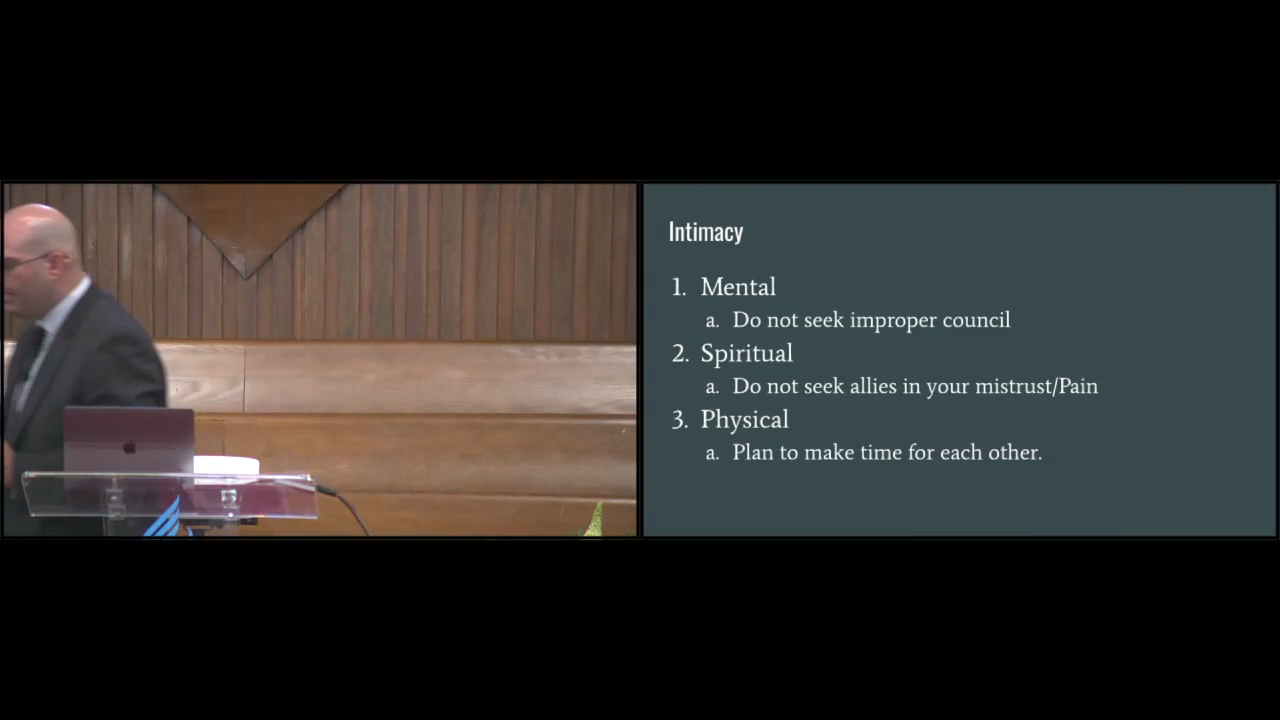 Intimacy
1. Mental
a. Do not seek improper council
2. Spiritual
a. Do not seek allies in your mistrust/Pain
3. Physical
a. Plan to make time for each other.